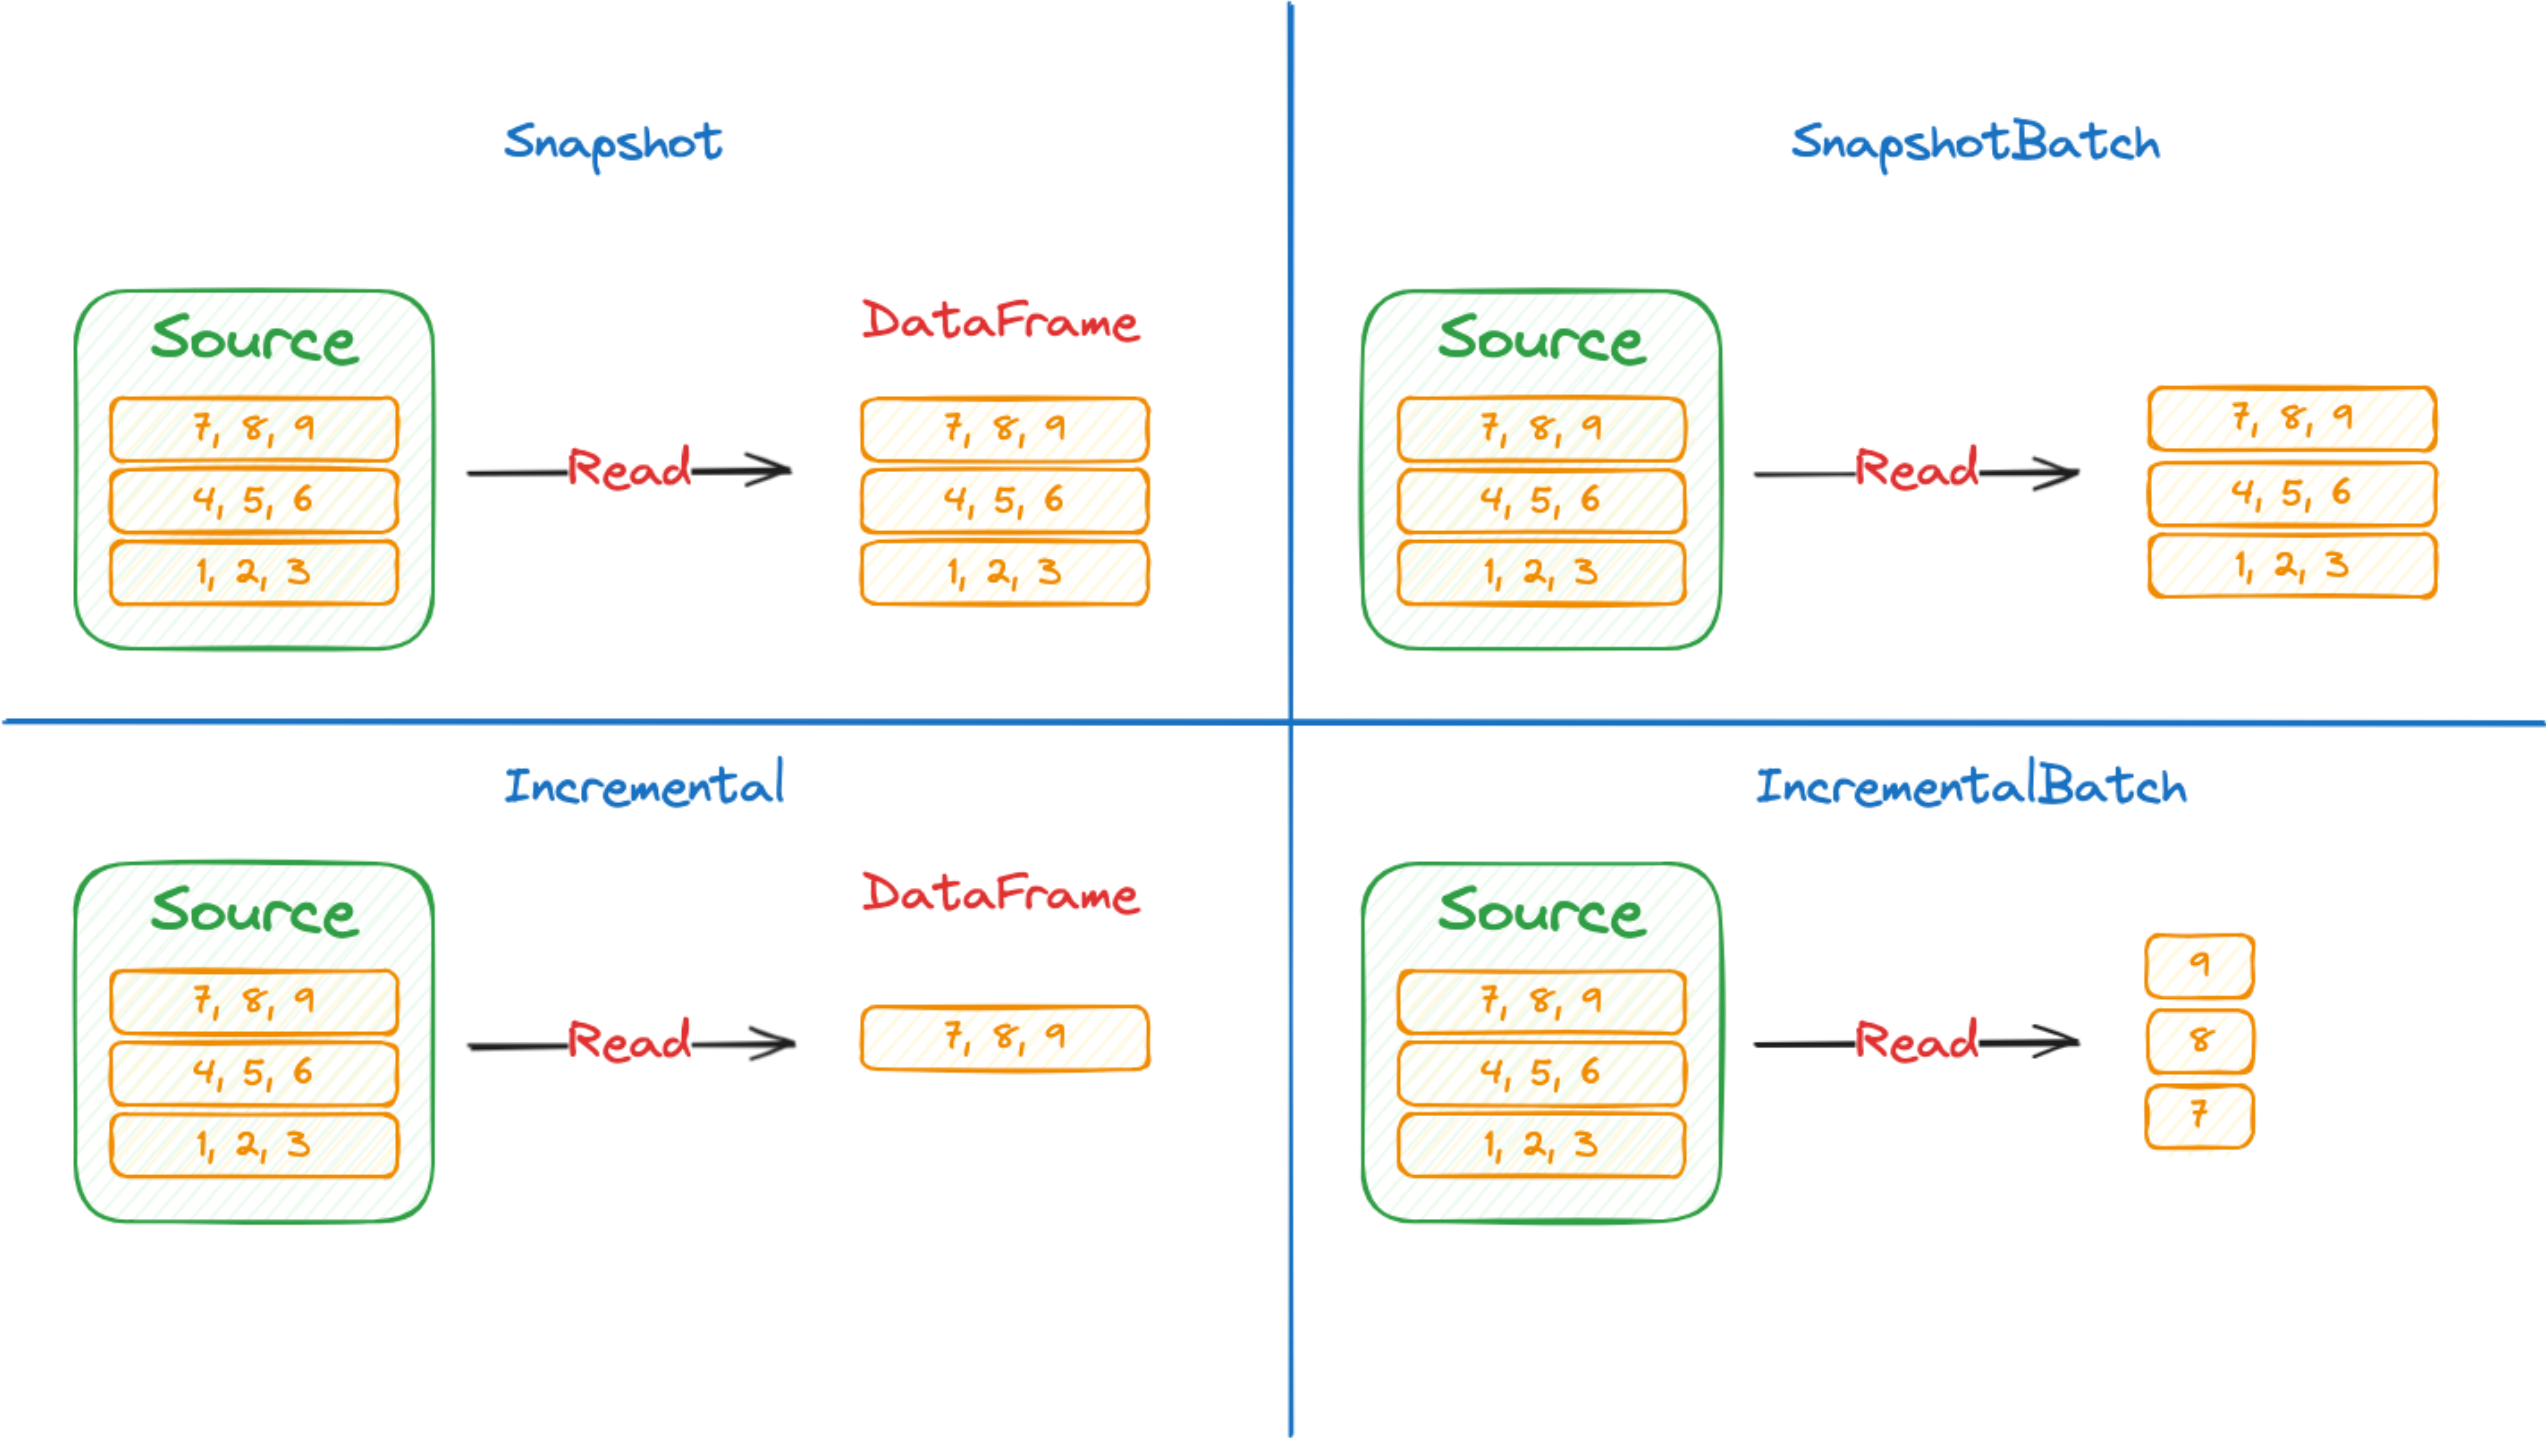 Snapshot
Source
7, 8, 9
4, 5, 6
1, 2, 3
Read
DataFrame
7, 8, 9
4, 5, 6
1, 2, 3
SnapshotBatch
Source
7, 8, 9
4, 5, 6
1, 2, 3
Read
7, 8, 9
4, 5, 6
1, 2, 3
Incremental
Source
7, 8, 9
4, 5, 6
1, 2, 3
Read
DataFrame
7, 8, 9
IncrementalBatch
Source
7, 8, 9
4, 5, 6
1, 2, 3
Read
9
8
7